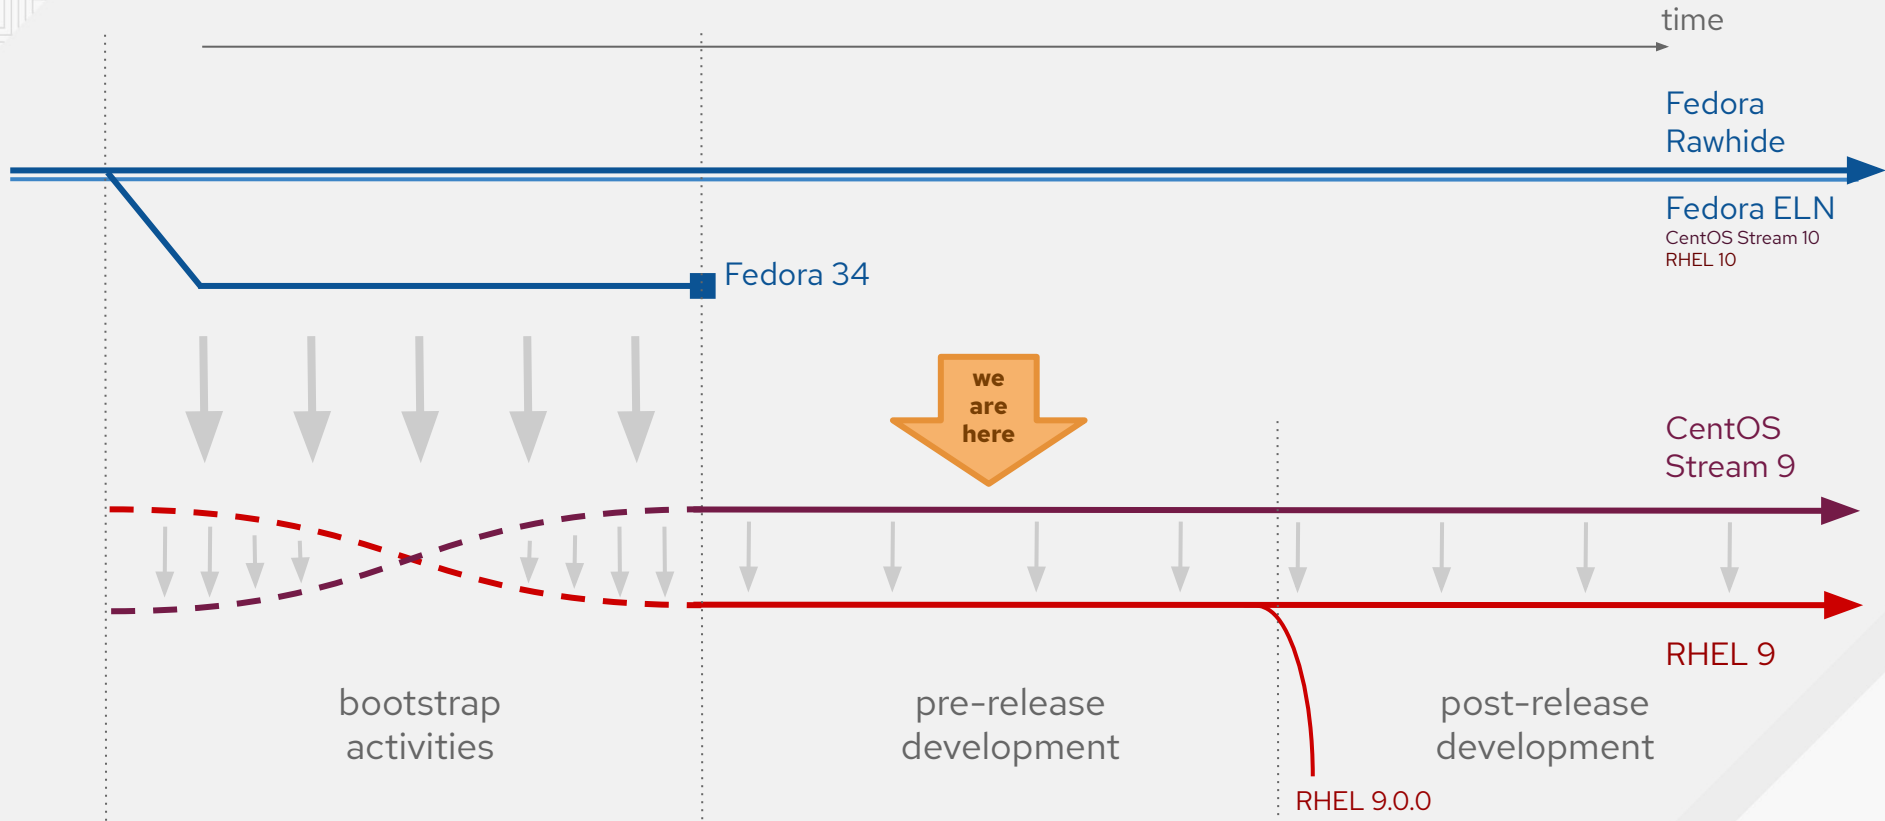 time
Fedora
Rawhide
Fedora ELN
CentOS Stream 10
RHEL 10
Fedora 34
we
are
here
CentOS
Stream 9
RHEL 9
bootstrap
activities
pre-release
development
post-release
development
RHEL 9.0.0